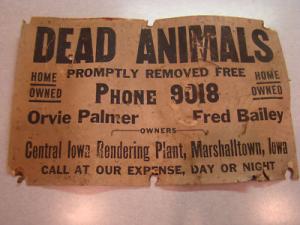 DEAD ANIMALS
PROMPTLY REMOVED FREE
HOME OWNED
PHONE 9018
HOME OWNED
Orvie Palmer Fred Bailey
OWNERS
Central Iowa Rendering Plant, Marshalltown, Iowa
CALL AT OUR EXPENSE, DAY OR NIGHT